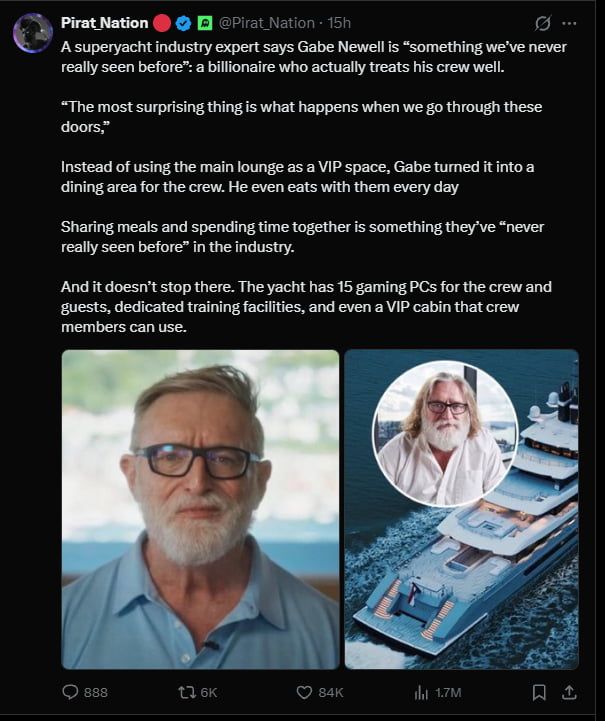 Pirat_Nation @Pirat_Nation · 15h
A superyacht industry expert says Gabe Newell is “something we’ve never
really seen before”: a billionaire who actually treats his crew well.
“The most surprising thing is what happens when we go through these
doors,”
Instead of using the main lounge as a VIP space, Gabe turned it into a
dining area for the crew. He even eats with them every day
Sharing meals and spending time together is something they’ve “never
really seen before” in the industry.
And it doesn’t stop there. The yacht has 15 gaming PCs for the crew and
guests, dedicated training facilities, and even a VIP cabin that crew
members can use.
888 6K 84K 1.7M